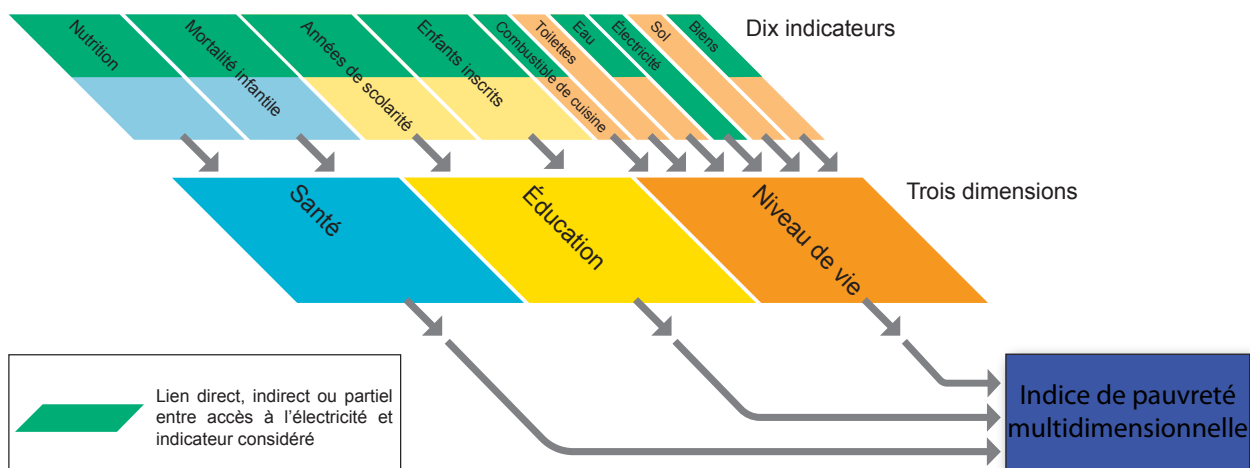 Nutrition
Mortalité infantile
Années de scolarité
Enfants inscrits
Combustible de cuisine
Toilettes
Eau
Électricité
Sol
Biens
Dix indicateurs
Santé
Éducation
Niveau de vie
Trois dimensions
Lien direct, indirect ou partiel
entre accès à l’électricité et
indicateur considéré
Indice de pauvreté
multidimensionnelle